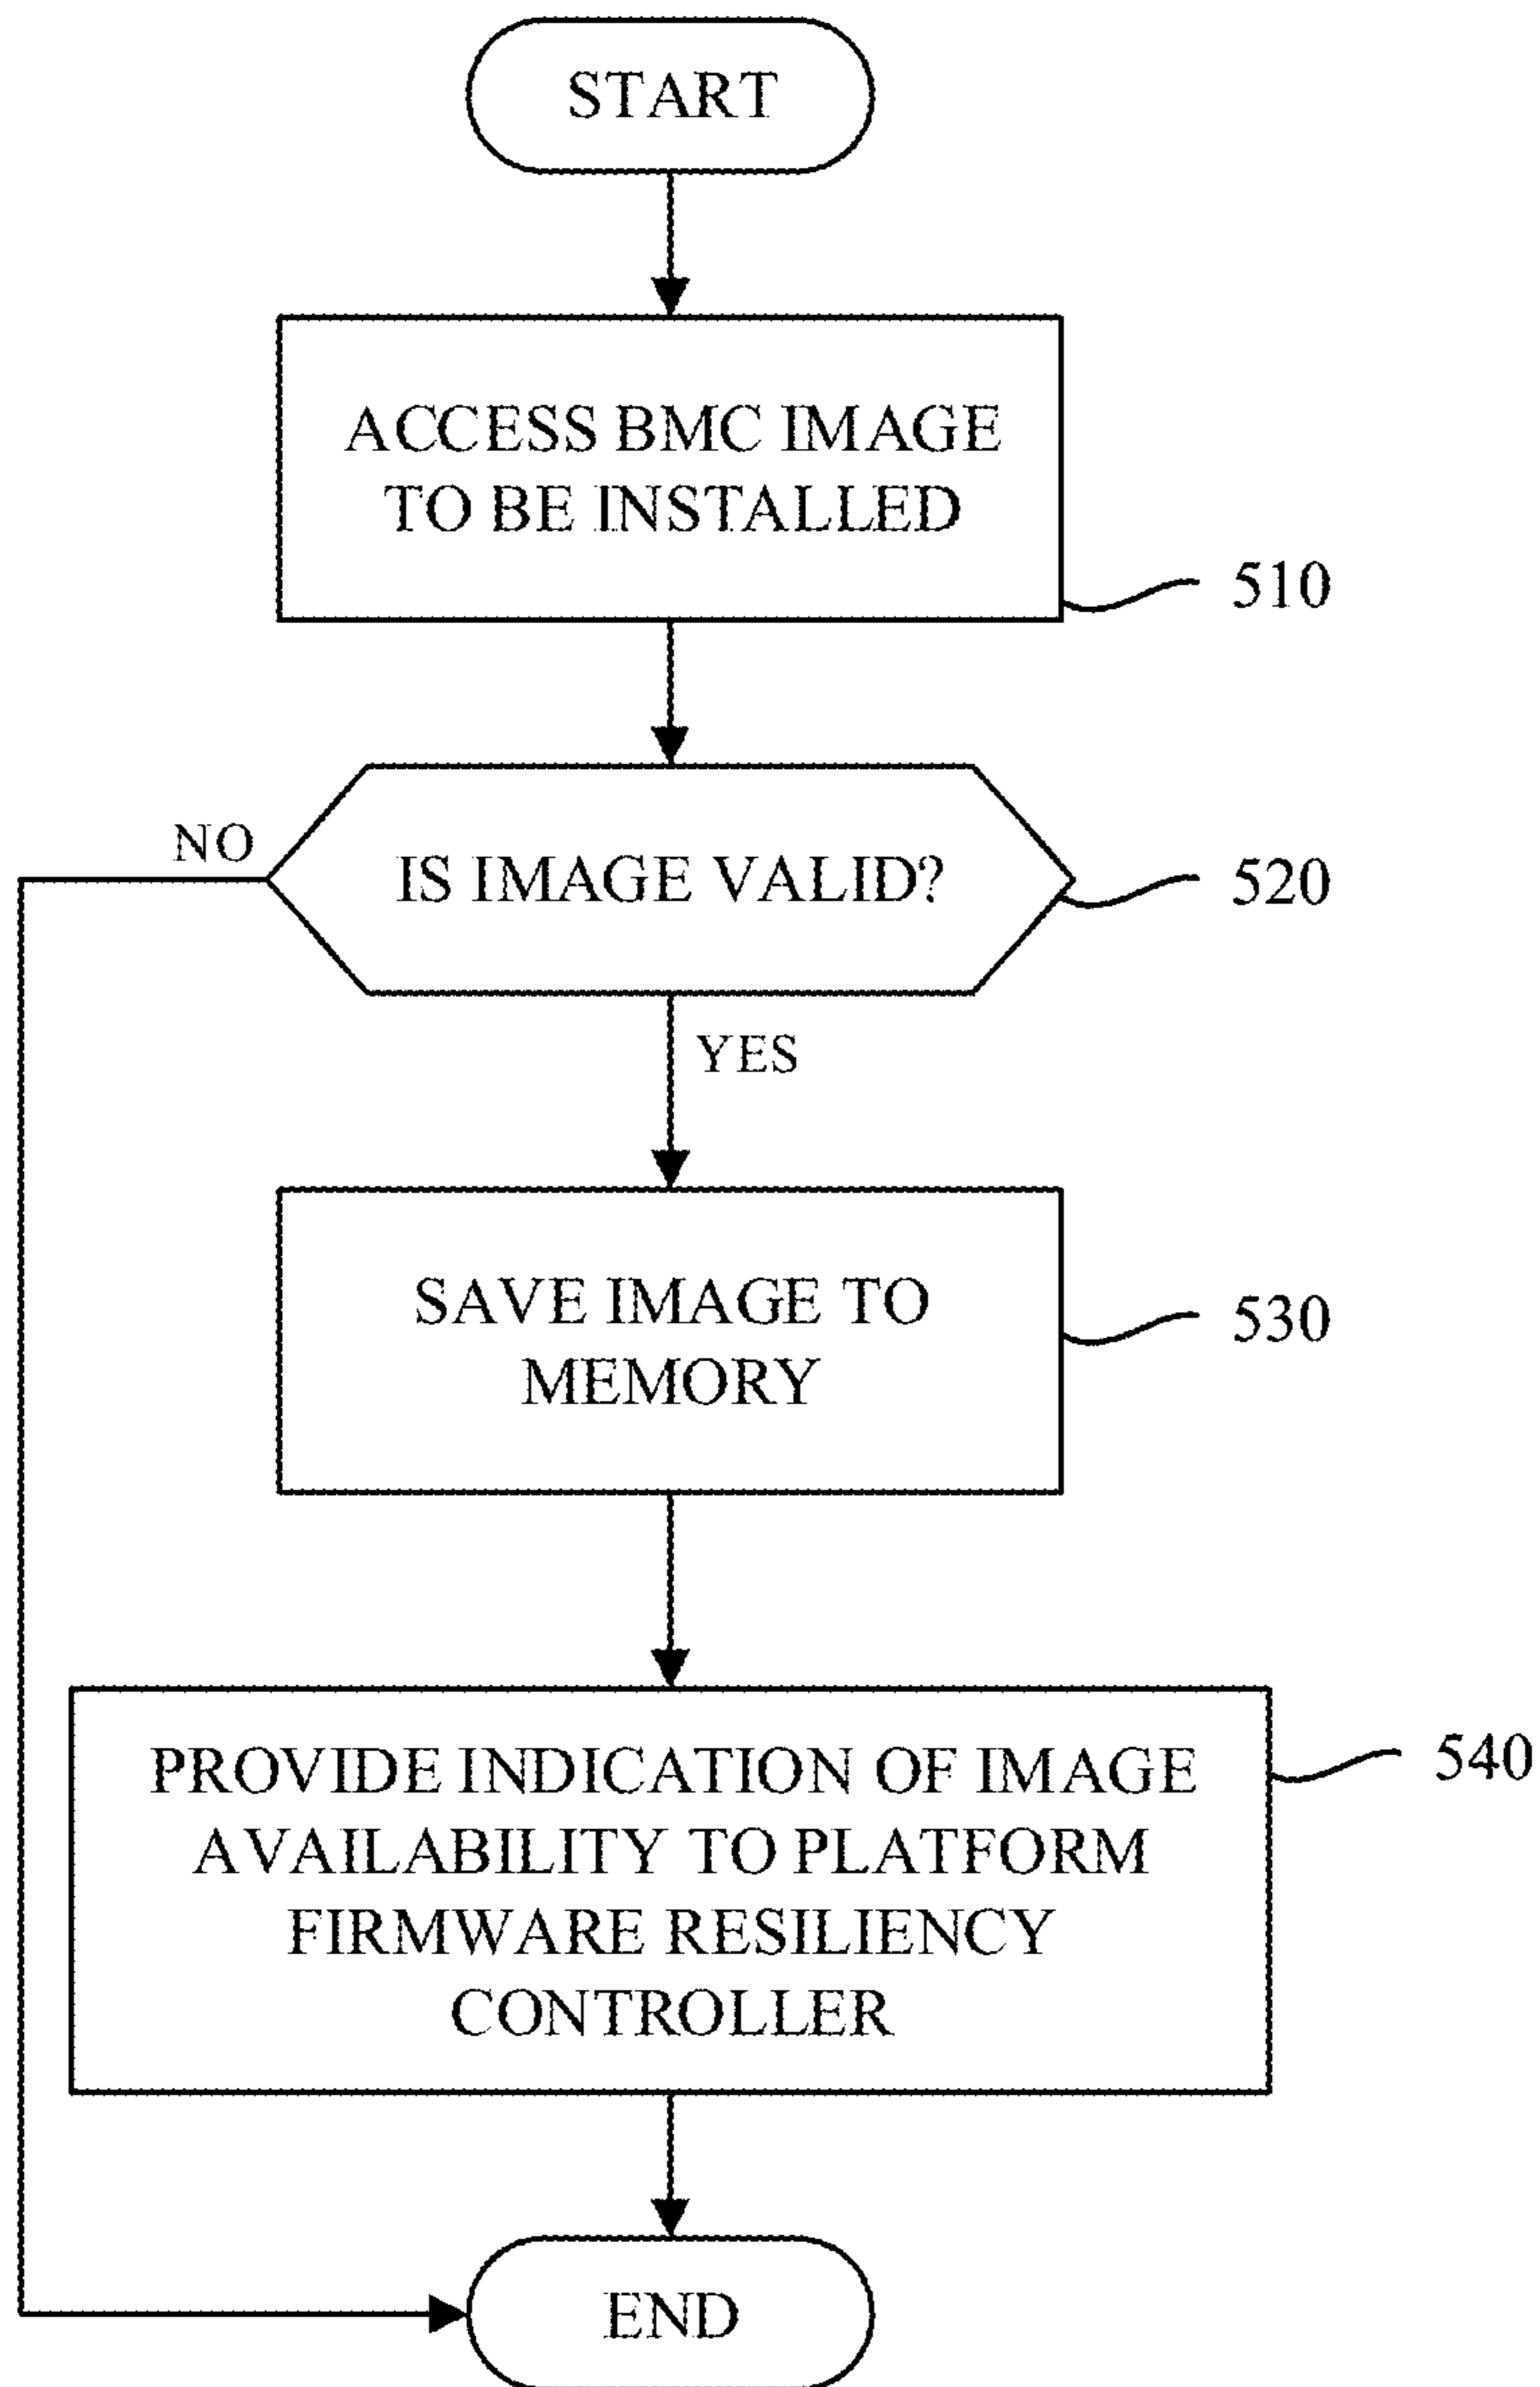 START
ACCESS BMC IMAGE
TO BE INSTALLED
510
NO
IS IMAGE VALID?
520
YES
SAVE IMAGE TO
MEMORY
530
PROVIDE INDICATION OF IMAGE
AVAILABILITY TO PLATFORM
FIRMWARE RESILIENCY
CONTROLLER
540
END